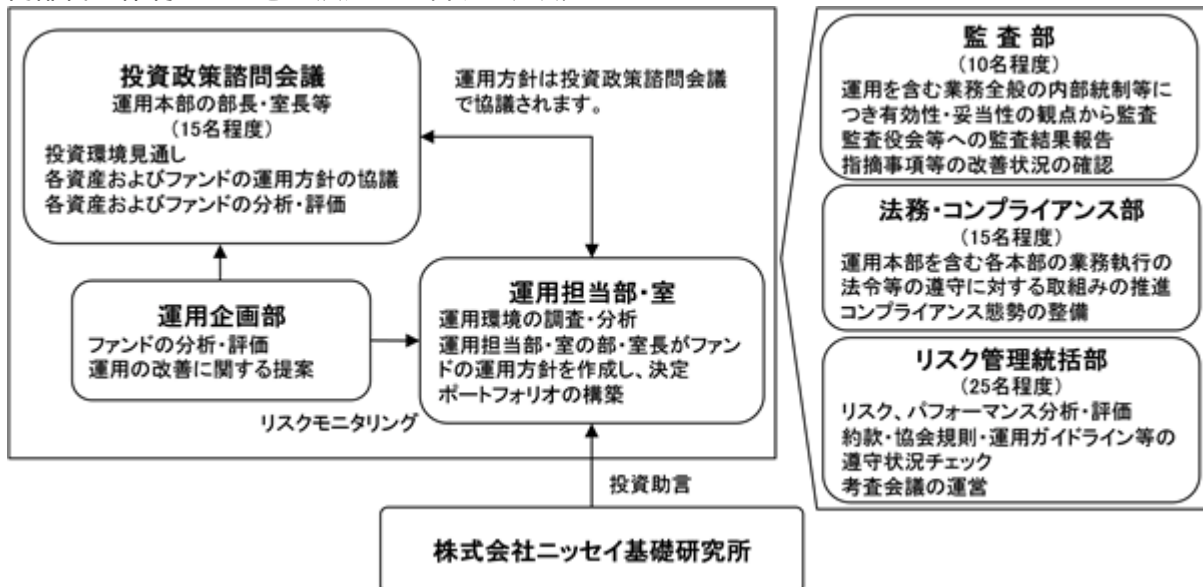 投資政策諮問会議
運用本部の部長・室長等
(15名程度)
投資環境見通し
各資産およびファンドの運用方針の協議
各資産およびファンドの分析・評価
運用方針は投資政策諮問会議
で協議されます。
運用企画部
ファンドの分析・評価
運用の改善に関する提案
運用担当部・室
運用環境の調査・分析
運用担当部・室の部・室長がファン
ドの運用方針を作成し、決定
ポートフォリオの構築
リスクモニタリング
投資助言
株式会社ニッセイ基礎研究所
監査部
(10名程度)
運用を含む業務全般の内部統制等に
つき有効性・妥当性の観点から監査
監査役会等への監査結果報告
指摘事項等の改善状況の確認
法務・コンプライアンス部
(15名程度)
運用本部を含む各本部の業務執行の
法令等の遵守に対する取組みの推進
コンプライアンス態勢の整備
リスク管理統括部
(25名程度)
リスク、パフォーマンス分析・評価
約款・協会規則・運用ガイドライン等の
遵守状況チェック
考査会議の運営